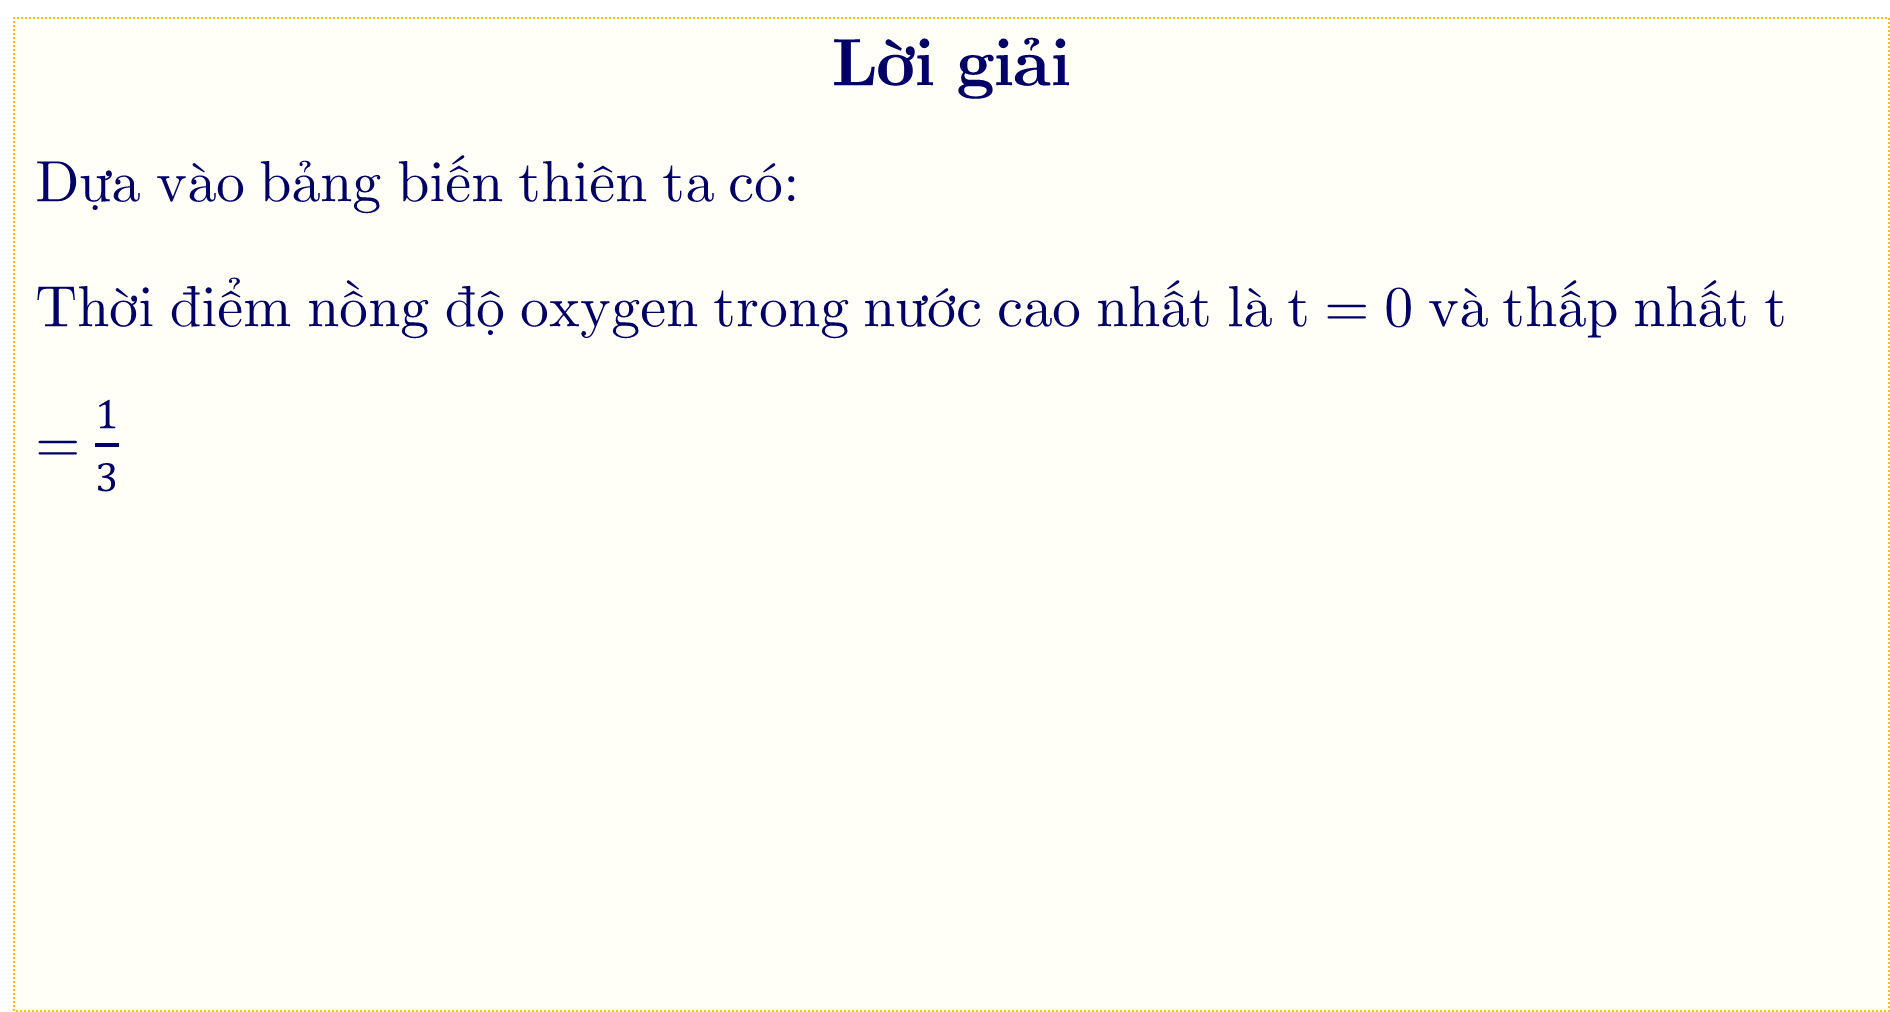 Lời giải
Dựa vào bảng biến thiên ta có:
Thời điểm nồng độ oxygen trong nước cao nhất là t = 0 và thấp nhất t
= 1/3